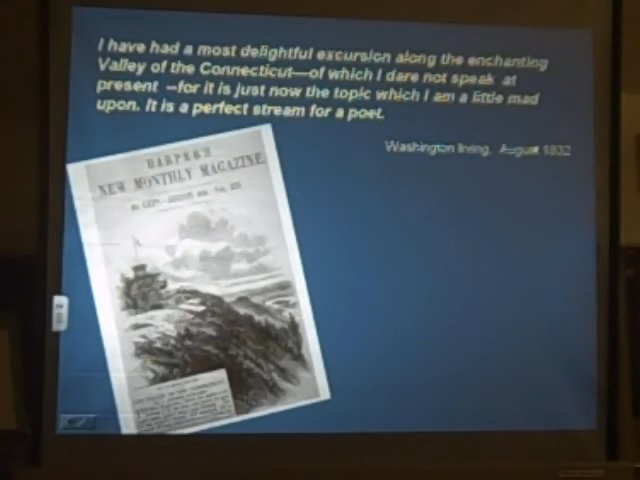 I have had a most delightful excursion along the enchanting
Valley of the Connecticut—of which I dare not speak at
present –for it is just now the topic which I am a little mad
upon. It is a perfect stream for a poet.
Washington Irving, August 1832
HARPER'S
NEW MONTHLY MAGAZINE